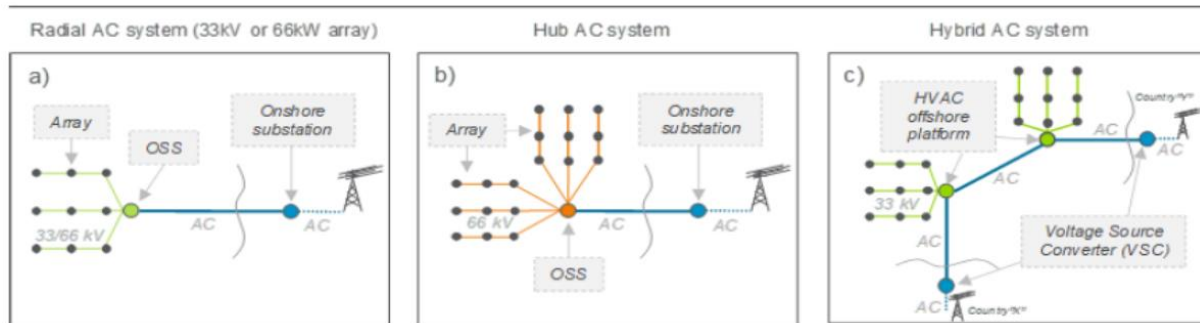 Radial AC system (33kV or 66kW array)
Hub AC system
Hybrid AC system
a)
Array
OSS
Onshore
substation
33/66 kV
AC
AC
b)
Array
Onshore
substation
66 kV
AC
AC
OSS
c)
HVAC
offshore
platform
Country"Y"
AC
AC
AC
33 kV
AC
Voltage Source
Converter (VSC)
AC
Country"X"